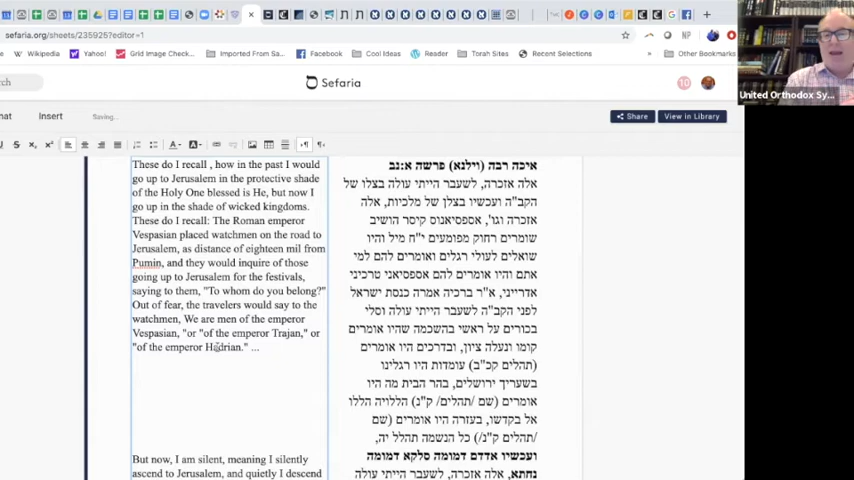 sefaria.org/sheets/235925?editor=1
NP
Wikipedia
Yahoo!
Grid Image Check...
Imported From Sa...
Facebook
Cool Ideas
Reader
Torah Sites
Recent Selections
Other Bookmarks
rch
Sefaria
10
United Orthodox Sy...
mat
Insert
Saving...
Share
View in Library
These do I recall , how in the past I would
go up to Jerusalem in the protective shade
of the Holy One blessed is He, but now I
go up in the shade of wicked kingdoms.
These do I recall: The Roman emperor
Vespasian placed watchmen on the road to
Jerusalem, as distance of eighteen mil from
Pumin, and they would inquire of those
going up to Jerusalem for the festivals,
saying to them, "To whom do you belong?"
Out of fear, the travelers would say to the
watchmen, We are men of the emperor
Vespasian, "or "of the emperor Trajan," or
"of the emperor Hadrian." ...
But now, I am silent, meaning I silently
ascend to Jerusalem, and quietly I descend
איכה רבה (וילנא) פרשה א:נב
אלה אזכרה, לשעבר הייתי עולה בצלו של
הקב"ה ועכשיו בצלן של מלכיות, אלה
אזכרה וגו', אספסיאנוס קיסר הושיב
שומרים רחוק מפומעים י"ח מיל והיו
שואלים לעולי רגלים ואומרים להם למי
אתם והיו אומרים להם אספסיאני טרכיני
אדרייני, א"ר ברכיה אמרה כנסת ישראל
לפני הקב"ה לשעבר הייתי עולה וסלי
בכורים על ראשי בהשכמה שהיו אומרים
קומו ונעלה ציון, ובדרכים היו אומרים
(תהלים קכ"ב) עומדות היו רגלינו
בשעריך ירושלים, בהר הבית מה היו
אומרים (שם /תהלים/ ק"נ) הללויה הללו
אל בקדשו, בעזרה היו אומרים (שם
/תהלים/ ק"נ) כל הנשמה תהלל יה,
ועכשיו אדדם דמומה סלקא דמומה
נחתא, אלה אזכרה, לשעבר הייתי עולה